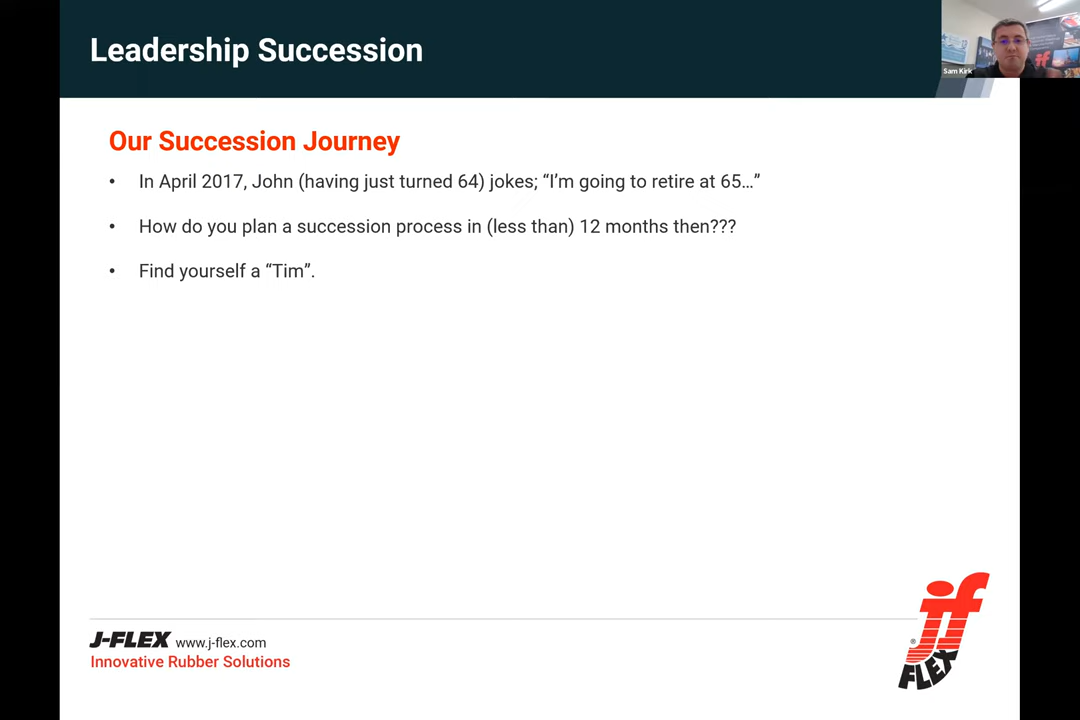 Leadership Succession
Sam Kirk
Our Succession Journey
• In April 2017, John (having just turned 64) jokes; “I’m going to retire at 65…”
• How do you plan a succession process in (less than) 12 months then???
• Find yourself a “Tim”.
J-FLEX www.j-flex.com
Innovative Rubber Solutions
jf
®
FLEX